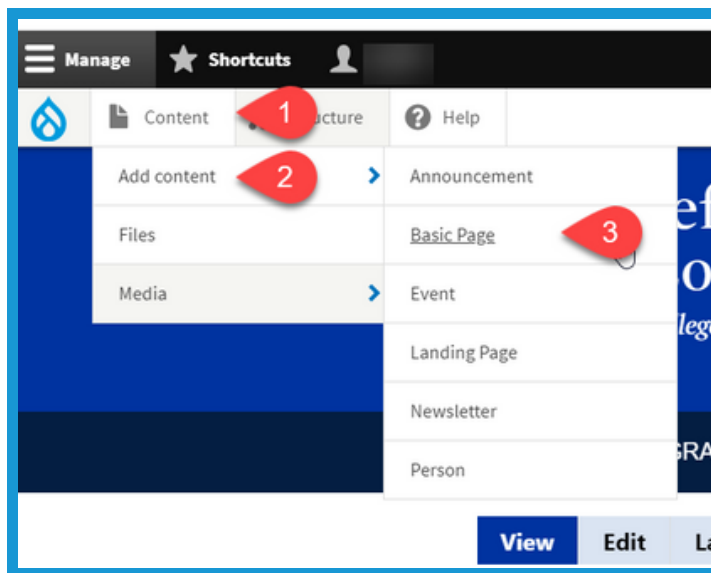 Manage Shortcuts
Content 1 ucture Help
Add content 2 Announcement
Files Basic Page 3
Media Event
Landing Page
Newsletter
Person
View Edit